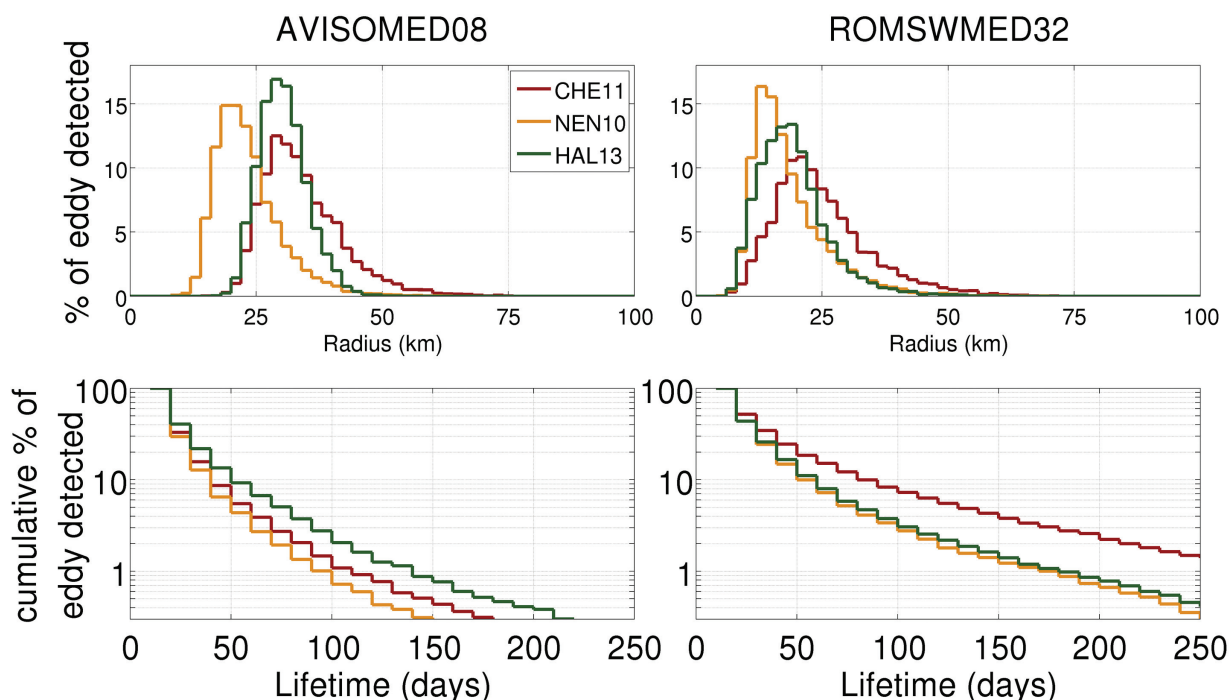 AVISOMED08
ROMSWMED32
% of eddy detected
15
10
5
0
CHE11
NEN10
HAL13
0 25 50 75 100
Radius (km)
15
10
5
0
0 25 50 75 100
Radius (km)
cumulative % of
eddy detected
100
10
1
0 50 100 150 200 250
Lifetime (days)
100
10
1
0 50 100 150 200 250
Lifetime (days)